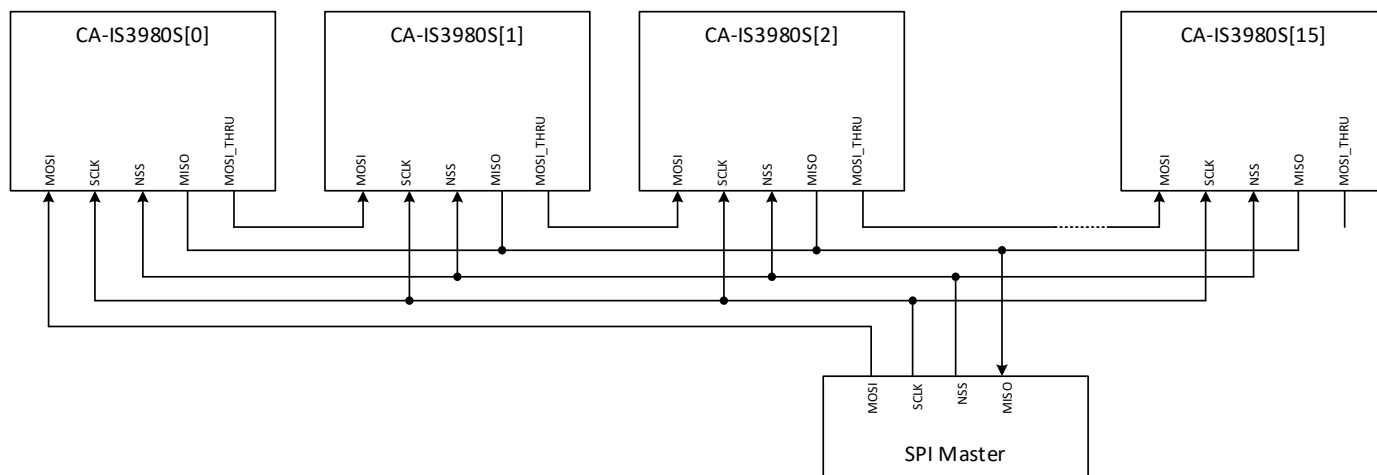 CA-IS3980S[0]
CA-IS3980S[1]
CA-IS3980S[2]
CA-IS3980S[15]
MOSI
SCLK
NSS
MISO
MOSI_THRU
MOSI
SCLK
NSS
MISO
MOSI_THRU
MOSI
SCLK
NSS
MISO
MOSI_THRU
MOSI
SCLK
NSS
MISO
MOSI_THRU
MOSI
SCLK
NSS
MISO
SPI Master